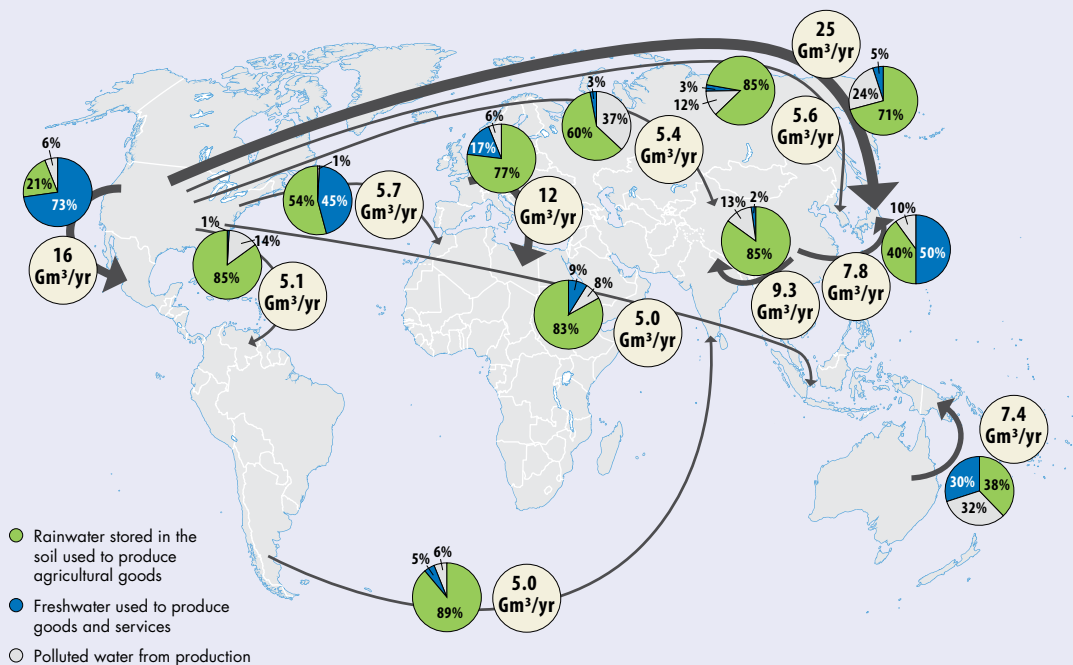 25
Gm³/yr
5%
24%
71%
3%
85%
12%
5.6
Gm³/yr
3%
37%
60%
5.4
Gm³/yr
6%
17%
77%
12
Gm³/yr
1%
54%
45%
5.7
Gm³/yr
6%
21%
73%
16
Gm³/yr
1%
14%
85%
5.1
Gm³/yr
13%
2%
85%
9.3
Gm³/yr
7.8
Gm³/yr
10%
40%
50%
9%
8%
83%
5.0
Gm³/yr
7.4
Gm³/yr
30%
38%
32%
5%
6%
89%
5.0
Gm³/yr
Rainwater stored in the
soil used to produce
agricultural goods
Freshwater used to produce
goods and services
Polluted water from production